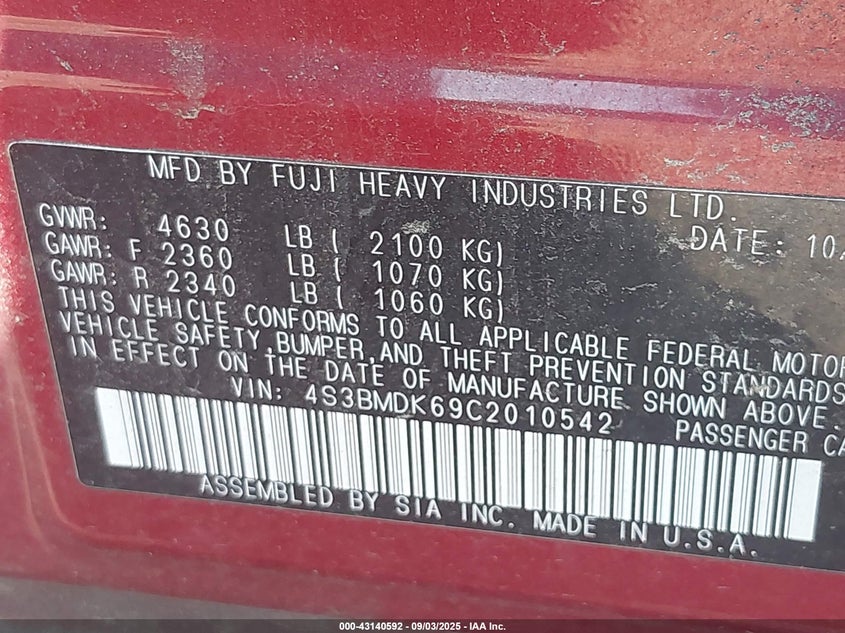 MFD BY FUJI HEAVY INDUSTRIES LTD.
GVWR: 4630 LB ( 2100 KG) DATE: 10/
GAWR: F 2360 LB ( 1070 KG)
GAWR: R 2340 LB ( 1060 KG)
THIS VEHICLE CONFORMS TO ALL APPLICABLE FEDERAL MOTOR
VEHICLE SAFETY, BUMPER, AND THEFT PREVENTION STANDARDS
IN EFFECT ON THE DATE OF MANUFACTURE SHOWN ABOVE.
VIN: 4S3BMDK69C2010542 PASSENGER CA
ASSEMBLED BY SIA INC. MADE IN U.S.A.
000-43140592 - 09/03/2025 - IAA Inc.